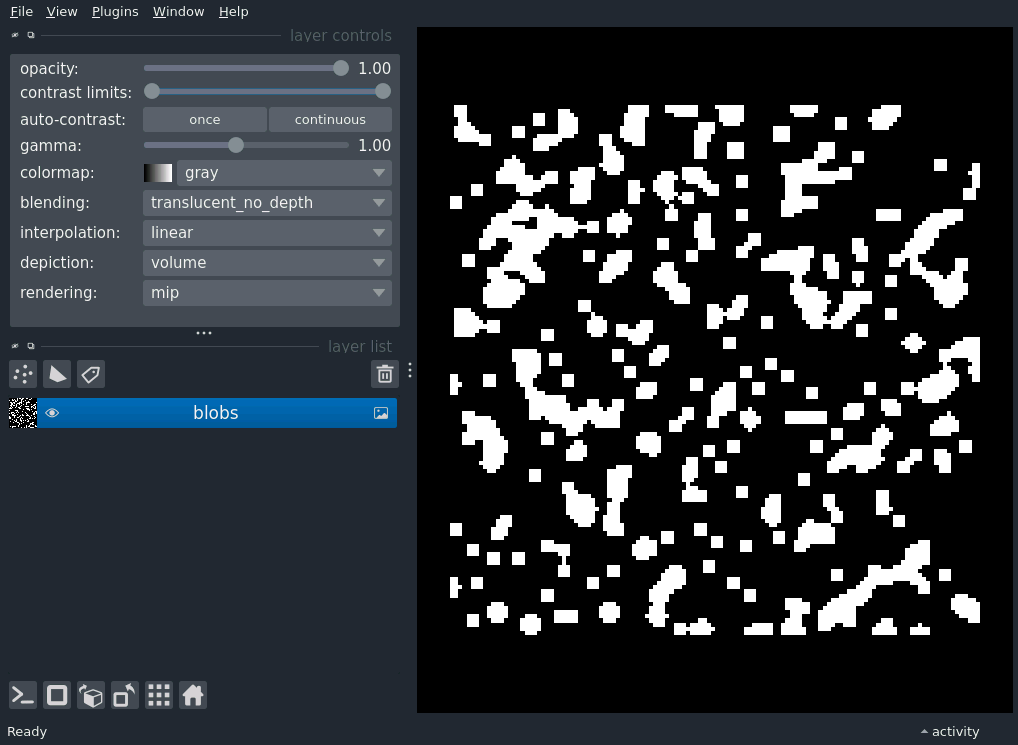 File View Plugins Window Help
layer controls
opacity: 1.00
contrast limits:
auto-contrast: once continuous
gamma: 1.00
colormap: gray
blending: translucent_no_depth
interpolation: linear
depiction: volume
rendering: mip
layer list
blobs
Ready activity